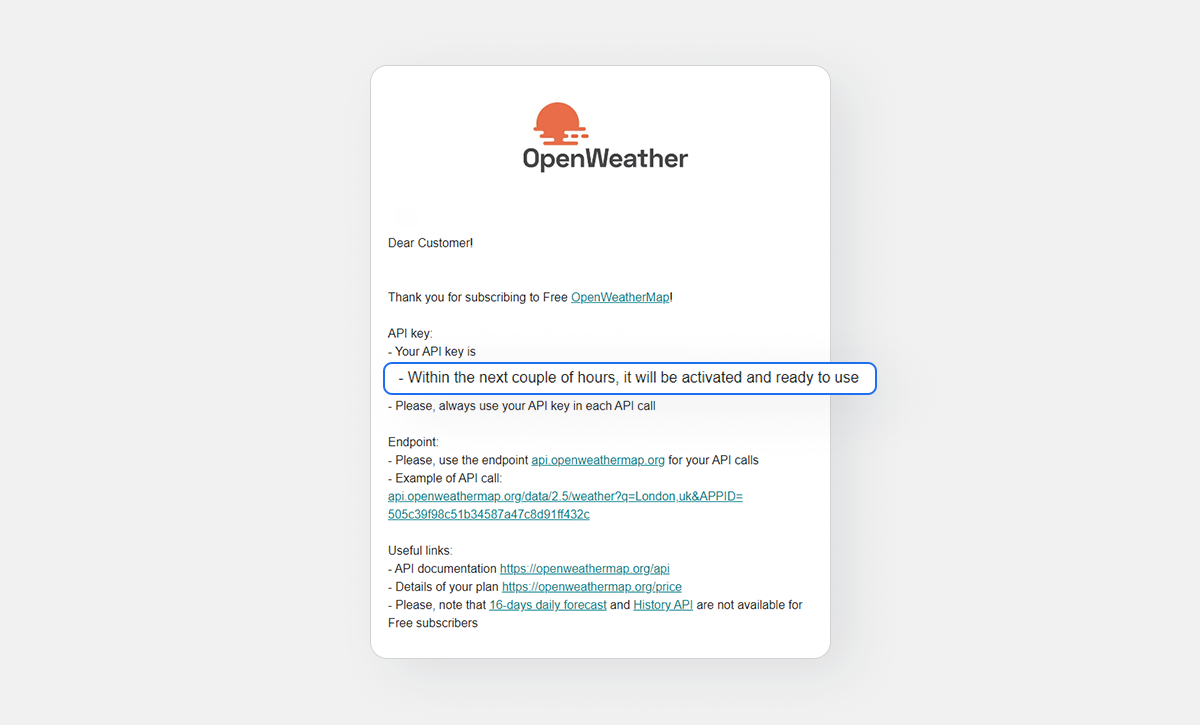 OpenWeather
Dear Customer!
Thank you for subscribing to Free OpenWeatherMap!
API key:
- Your API key is
- Within the next couple of hours, it will be activated and ready to use
- Please, always use your API key in each API call
Endpoint:
- Please, use the endpoint api.openweathermap.org for your API calls
- Example of API call:
api.openweathermap.org/data/2.5/weather?q=London,uk&APPID=
505c39f98c51b34587a47c8d91ff432c
Useful links:
- API documentation https://openweathermap.org/api
- Details of your plan https://openweathermap.org/price
- Please, note that 16-days daily forecast and History API are not available for
Free subscribers